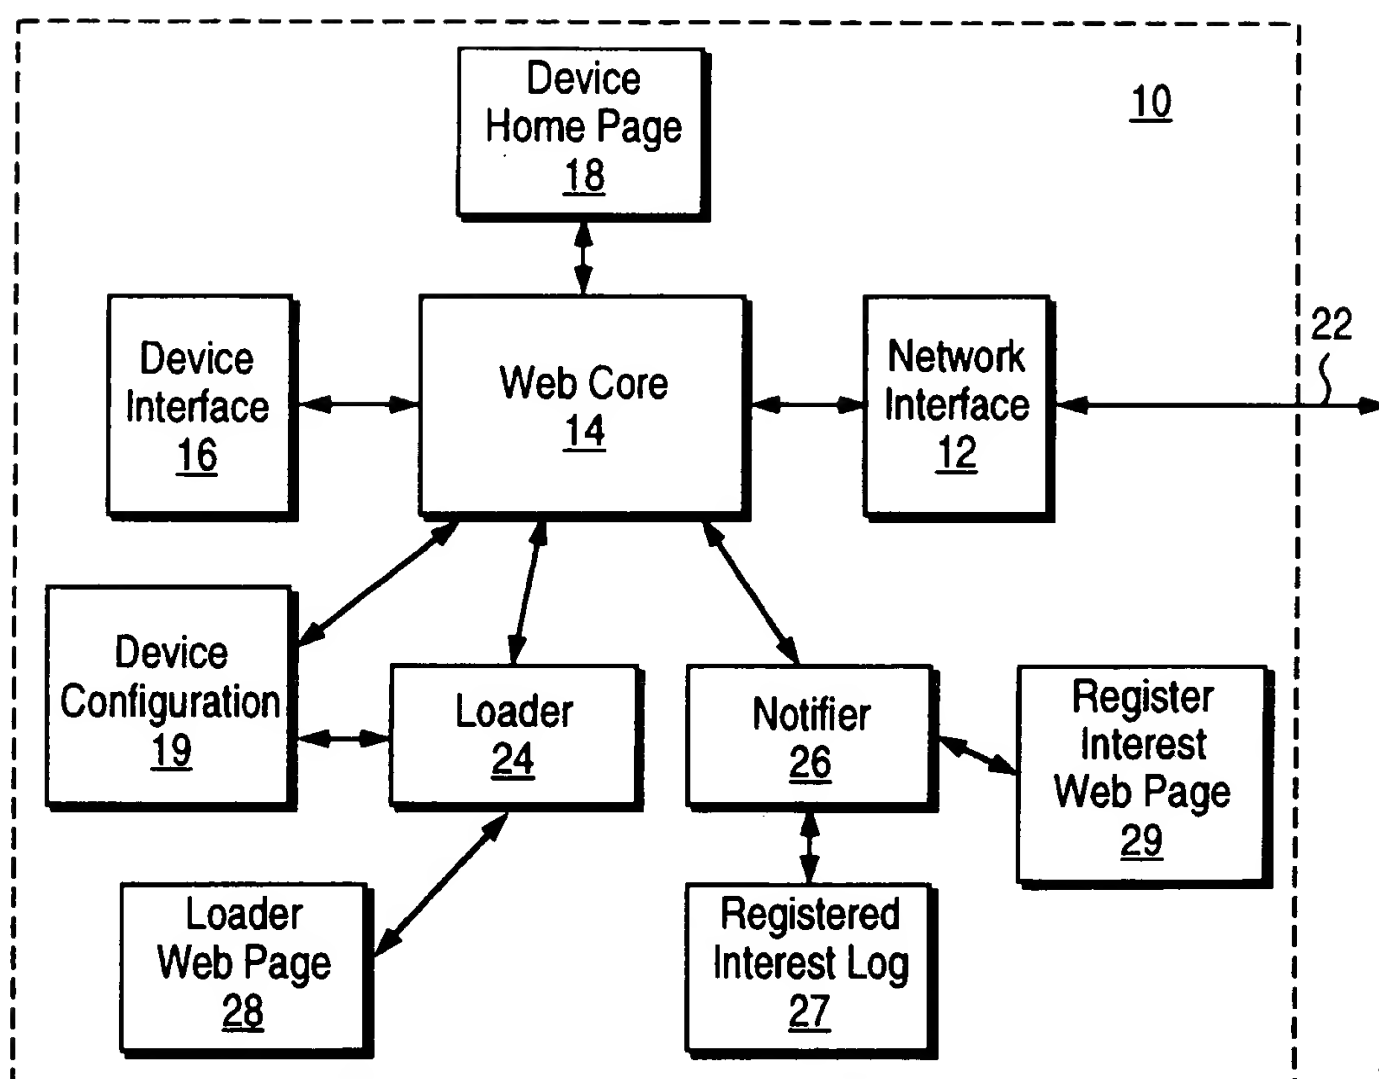 Device
Home Page
18
10
Device
Interface
16
Web Core
14
Network
Interface
12
22
Device
Configuration
19
Loader
24
Notifier
26
Register
Interest
Web Page
29
Loader
Web Page
28
Registered
Interest Log
27